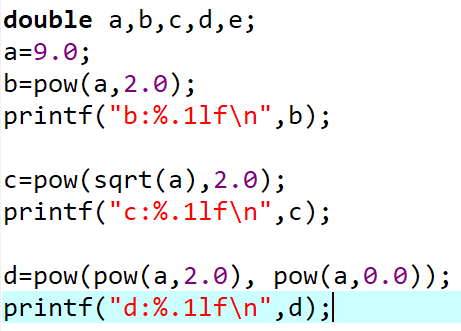 double a,b,c,d,e;
a=9.0;
b=pow(a,2.0);
printf("b:%.1lf\n",b);
c=pow(sqrt(a),2.0);
printf("c:%.1lf\n",c);
d=pow(pow(a,2.0), pow(a,0.0));
printf("d:%.1lf\n",d);